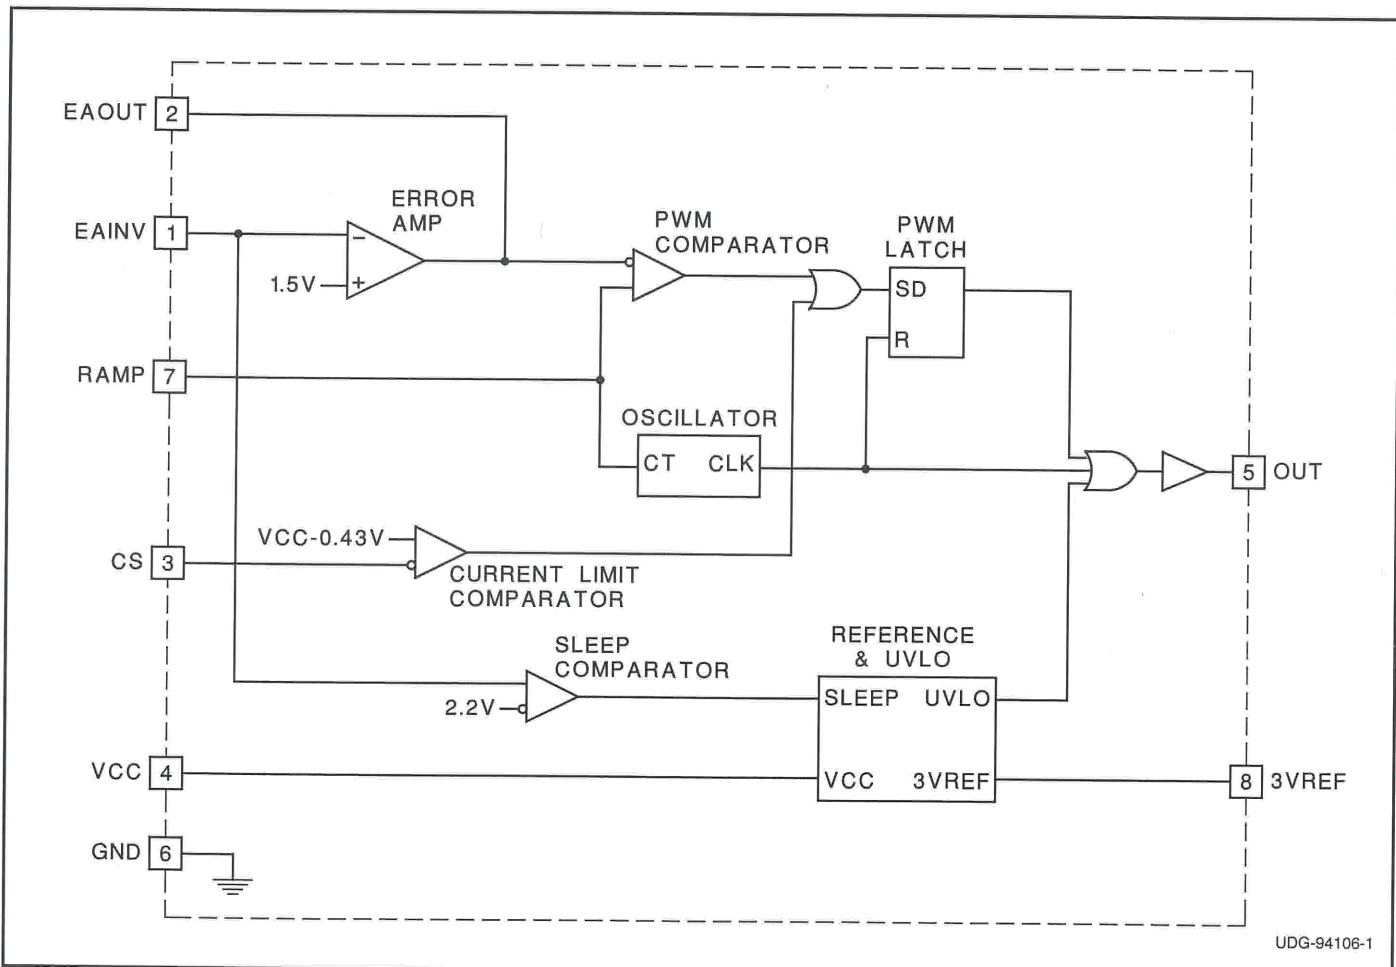 EAOUT 2
ERROR
AMP
EAINV 1
−
1.5V +
PWM
COMPARATOR
PWM
LATCH
SD
R
RAMP 7
OSCILLATOR
CT CLK
5 OUT
VCC-0.43V
CS 3
CURRENT LIMIT
COMPARATOR
SLEEP
COMPARATOR
2.2V
REFERENCE
& UVLO
SLEEP UVLO
VCC 4
VCC 3VREF
8 3VREF
GND 6
UDG-94106-1